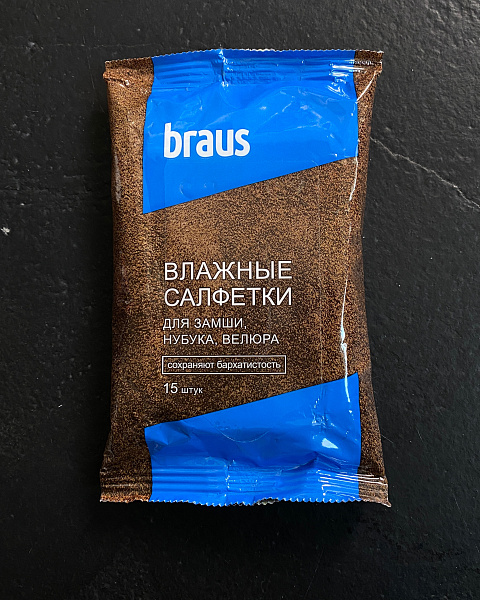 braus
ВЛАЖНЫЕ
САЛФЕТКИ
ДЛЯ ЗАМШИ,
НУБУКА, ВЕЛЮРА
сохраняют бархатистость
15 штук